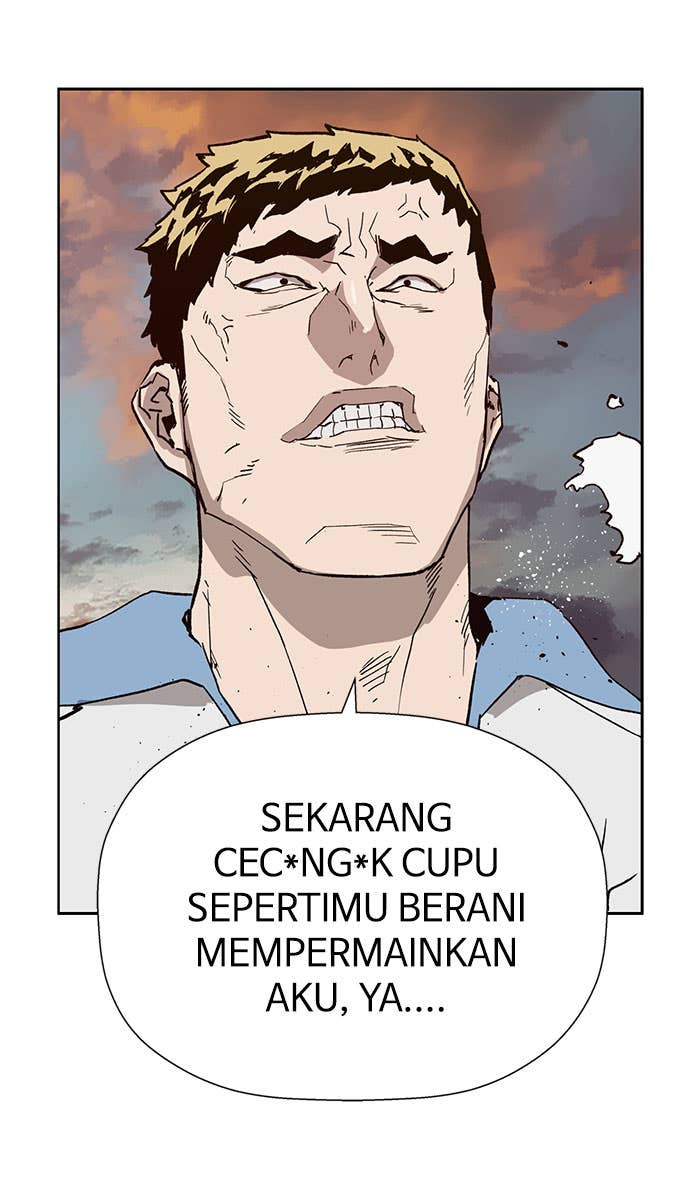 SEKARANG
CEC*NG*K CUPU
SEPERTIMU BERANI
MEMPERMAINKAN
AKU, YA....